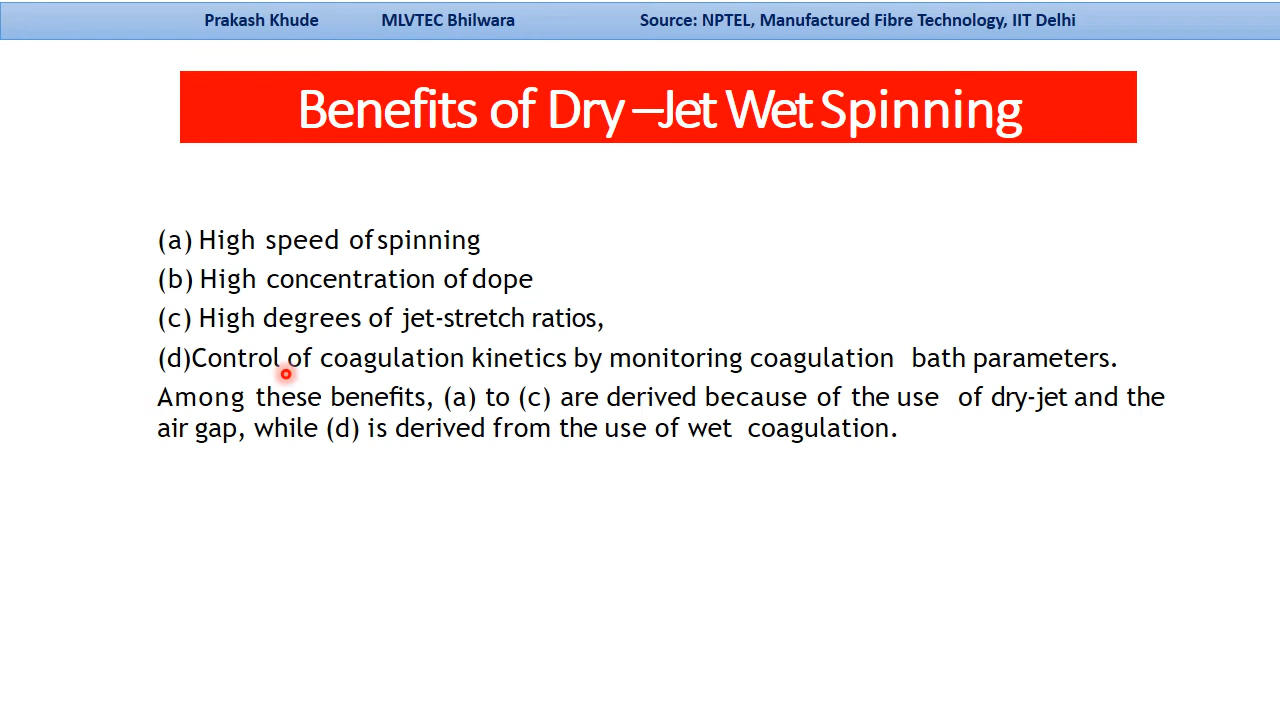 Prakash Khude MLVTEC Bhilwara Source: NPTEL, Manufactured Fibre Technology, IIT Delhi
Benefits of Dry –Jet Wet Spinning
(a) High speed of spinning
(b) High concentration of dope
(c) High degrees of jet-stretch ratios,
(d)Control of coagulation kinetics by monitoring coagulation bath parameters.
Among these benefits, (a) to (c) are derived because of the use of dry-jet and the
air gap, while (d) is derived from the use of wet coagulation.